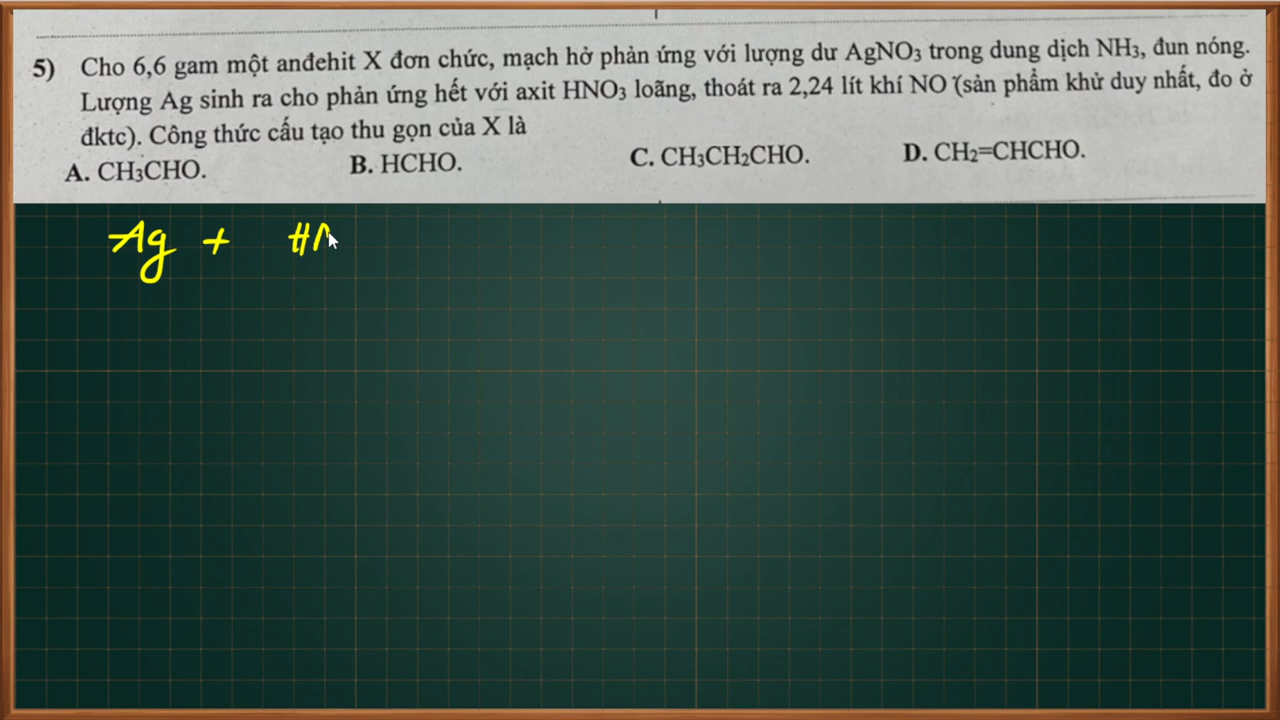 5) Cho 6,6 gam một anđehit X đơn chức, mạch hở phản ứng với lượng dư AgNO₃ trong dung dịch NH₃, đun nóng.
Lượng Ag sinh ra cho phản ứng hết với axit HNO₃ loãng, thoát ra 2,24 lít khí NO (sản phẩm khử duy nhất, đo ở
đktc). Công thức cấu tạo thu gọn của X là
A. CH₃CHO. B. HCHO. C. CH₃CH₂CHO. D. CH₂=CHCHO.
Ag + HN